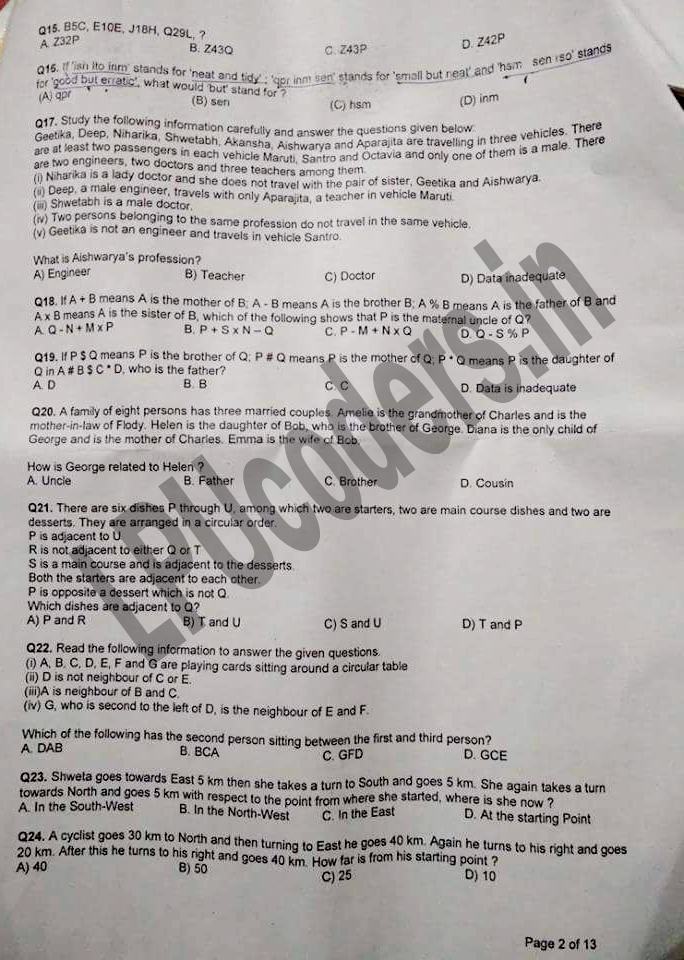 Q15. B5C, E10E, J18H, Q29L, ?
A. Z32P B. Z43Q C. Z43P D. Z42P
Q16. If 'ish ito inm' stands for 'neat and tidy' ; 'qpr inm sen' stands for 'small but neat' and 'hsm sen rso' stands
for 'good but erratic', what would 'but' stand for ?
(A) qpr (B) sen (C) hsm (D) inm
Q17. Study the following information carefully and answer the questions given below:
Geetika, Deep, Niharika, Shwetabh, Akansha, Aishwarya and Aparajita are travelling in three vehicles. There
are at least two passengers in each vehicle Maruti, Santro and Octavia and only one of them is a male. There
are two engineers, two doctors and three teachers among them.
(i) Niharika is a lady doctor and she does not travel with the pair of sister, Geetika and Aishwarya.
(ii) Deep, a male engineer, travels with only Aparajita, a teacher in vehicle Maruti.
(iii) Shwetabh is a male doctor.
(iv) Two persons belonging to the same profession do not travel in the same vehicle.
(v) Geetika is not an engineer and travels in vehicle Santro.
What is Aishwarya's profession?
A) Engineer B) Teacher C) Doctor D) Data inadequate
Q18. If A + B means A is the mother of B; A - B means A is the brother B; A % B means A is the father of B and
A x B means A is the sister of B, which of the following shows that P is the maternal uncle of Q?
A. Q - N + M x P B. P + S x N – Q C. P - M + N x Q D. Q - S % P
Q19. If P $ Q means P is the brother of Q; P # Q means P is the mother of Q; P * Q means P is the daughter of
Q in A # B $ C * D, who is the father?
A. D B. B C. C D. Data is inadequate
Q20. A family of eight persons has three married couples. Amelie is the grandmother of Charles and is the
mother-in-law of Flody. Helen is the daughter of Bob, who is the brother of George. Diana is the only child of
George and is the mother of Charles. Emma is the wife of Bob.
How is George related to Helen ?
A. Uncle B. Father C. Brother D. Cousin
Q21. There are six dishes P through U, among which two are starters, two are main course dishes and two are
desserts. They are arranged in a circular order.
P is adjacent to U
R is not adjacent to either Q or T
S is a main course and is adjacent to the desserts.
Both the starters are adjacent to each other.
P is opposite a dessert which is not Q.
Which dishes are adjacent to Q?
A) P and R B) T and U C) S and U D) T and P
Q22. Read the following information to answer the given questions.
(i) A, B, C, D, E, F and G are playing cards sitting around a circular table
(ii) D is not neighbour of C or E.
(iii)A is neighbour of B and C.
(iv) G, who is second to the left of D, is the neighbour of E and F.
Which of the following has the second person sitting between the first and third person?
A. DAB B. BCA C. GFD D. GCE
Q23. Shweta goes towards East 5 km then she takes a turn to South and goes 5 km. She again takes a turn
towards North and goes 5 km with respect to the point from where she started, where is she now ?
A. In the South-West B. In the North-West C. In the East D. At the starting Point
Q24. A cyclist goes 30 km to North and then turning to East he goes 40 km. Again he turns to his right and goes
20 km. After this he turns to his right and goes 40 km. How far is from his starting point ?
A) 40 B) 50 C) 25 D) 10
Page 2 of 13
LPUcoders.in